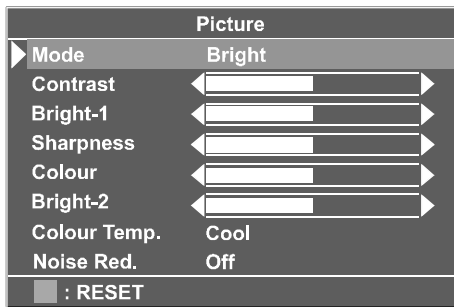 Picture
Mode Bright
Contrast
Bright-1
Sharpness
Colour
Bright-2
Colour Temp. Cool
Noise Red. Off
: RESET